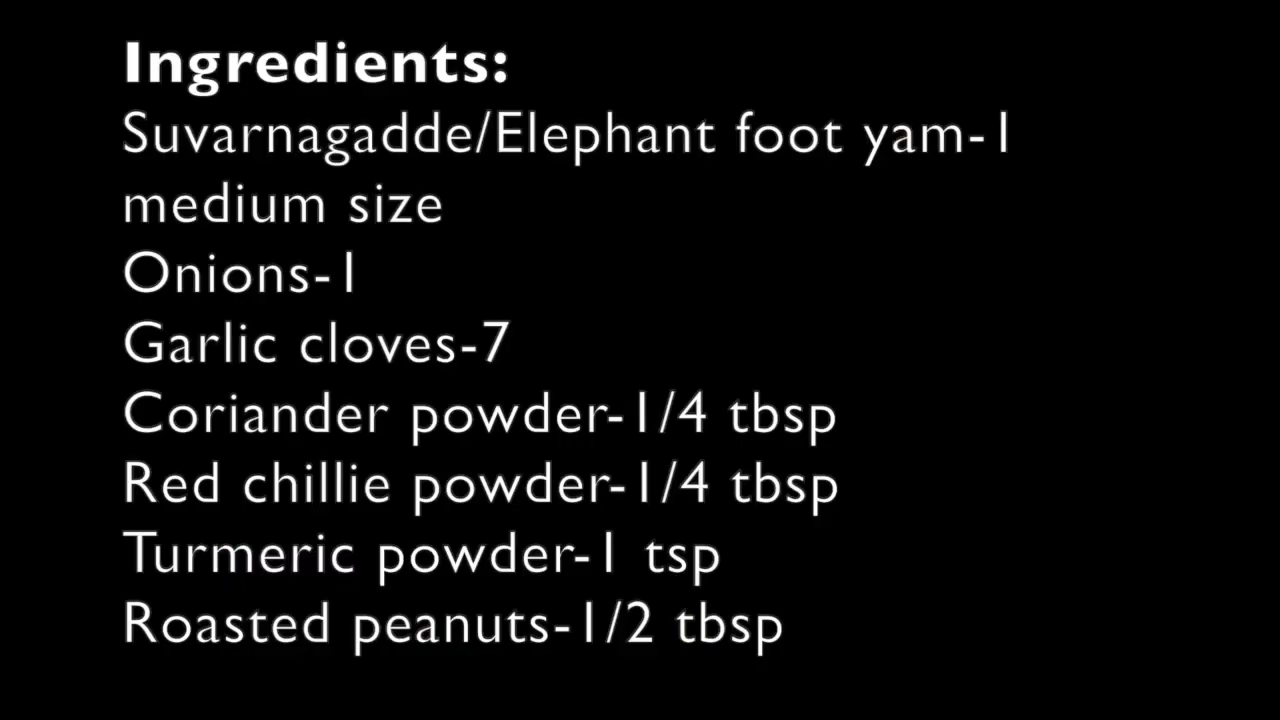 Ingredients:
Suvarnagadde/Elephant foot yam-1
medium size
Onions-1
Garlic cloves-7
Coriander powder-1/4 tbsp
Red chillie powder-1/4 tbsp
Turmeric powder-1 tsp
Roasted peanuts-1/2 tbsp